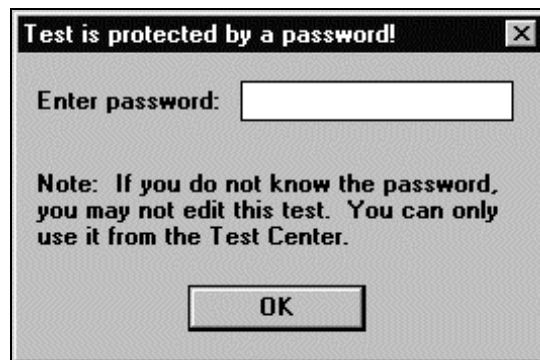 Test is protected by a password!
Enter password:
Note: If you do not know the password,
you may not edit this test. You can only
use it from the Test Center.
OK